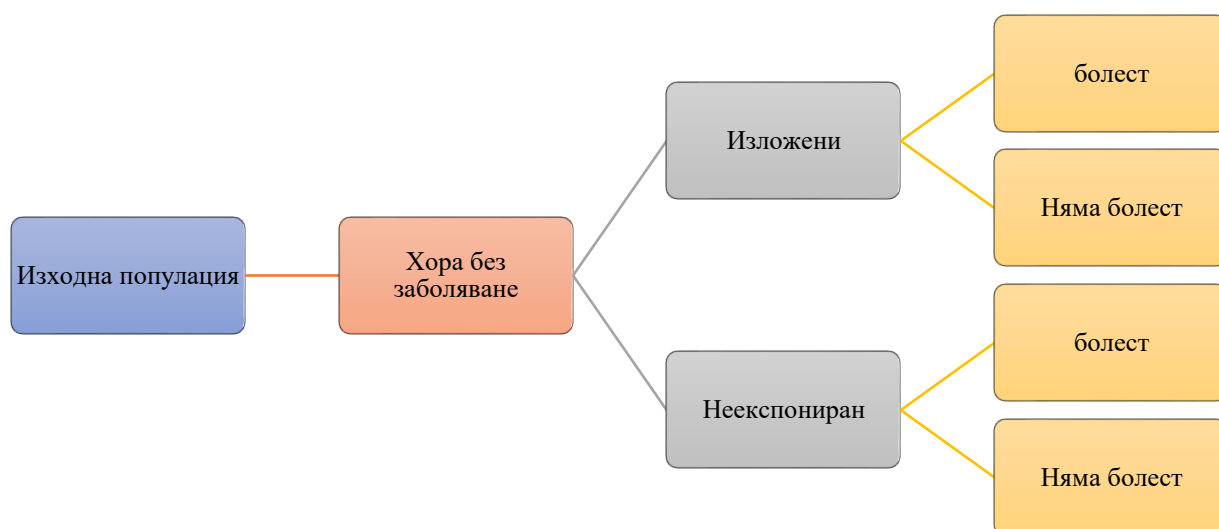 Изходна популация
Хора без
заболяване
Изложени
болест
Няма болест
Неекспониран
болест
Няма болест